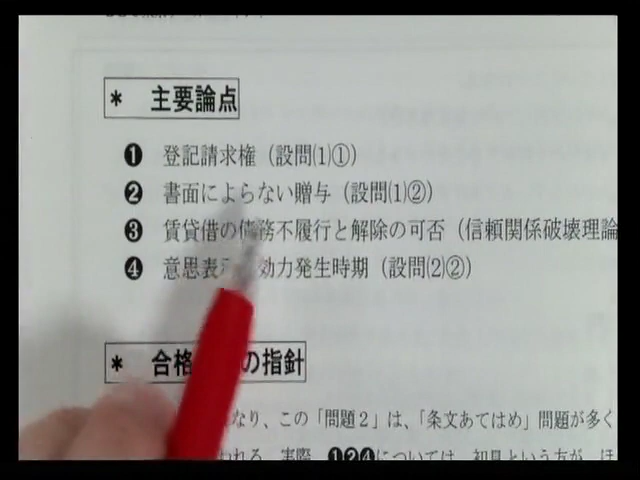 * 主要論点
❶ 登記請求権（設問⑴①）
❷ 書面によらない贈与（設問⑴②）
❸ 賃貸借の債務不履行と解除の可否（信頼関係破壊理論
❹ 意思表 効力発生時期（設問⑵②）
* 合格 の指針
なり、この「問題２」は、「条文あてはめ」問題が多く
われる。実際、❶❷❹については、初見という方が、ほ